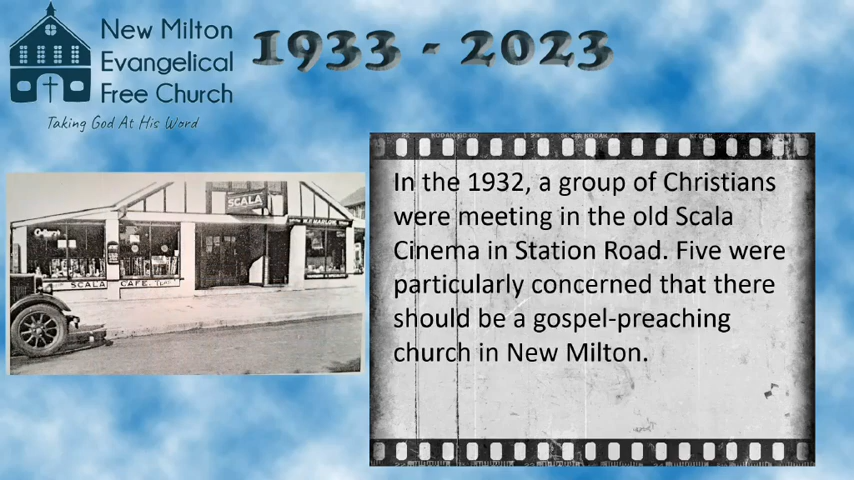 New Milton
Evangelical
Free Church
Taking God At His Word
1933 - 2023
SCALA
SCALA CAFE.
In the 1932, a group of Christians
were meeting in the old Scala
Cinema in Station Road. Five were
particularly concerned that there
should be a gospel-preaching
church in New Milton.